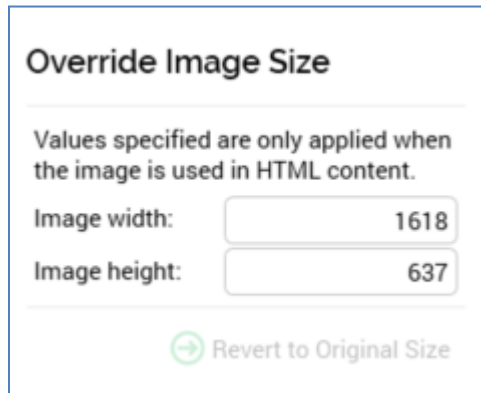 Override Image Size
Values specified are only applied when
the image is used in HTML content.
Image width: 1618
Image height: 637
Revert to Original Size